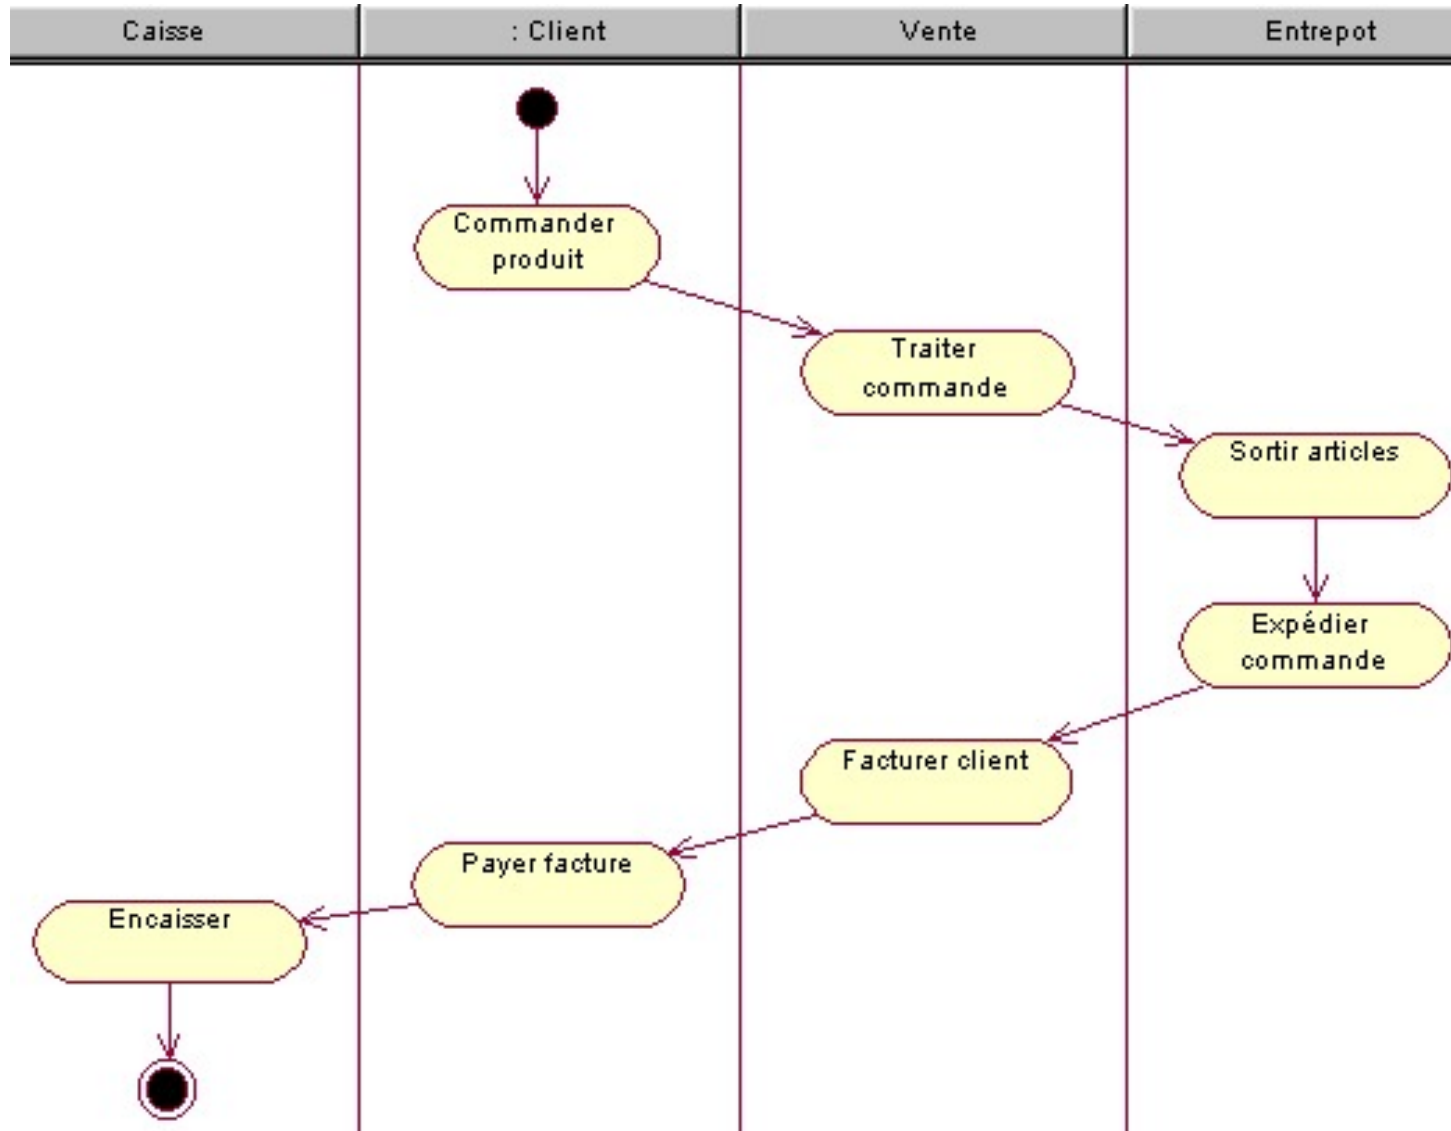 Caisse
: Client
Vente
Entrepot
Commander
produit
Traiter
commande
Sortir articles
Expédier
commande
Facturer client
Payer facture
Encaisser